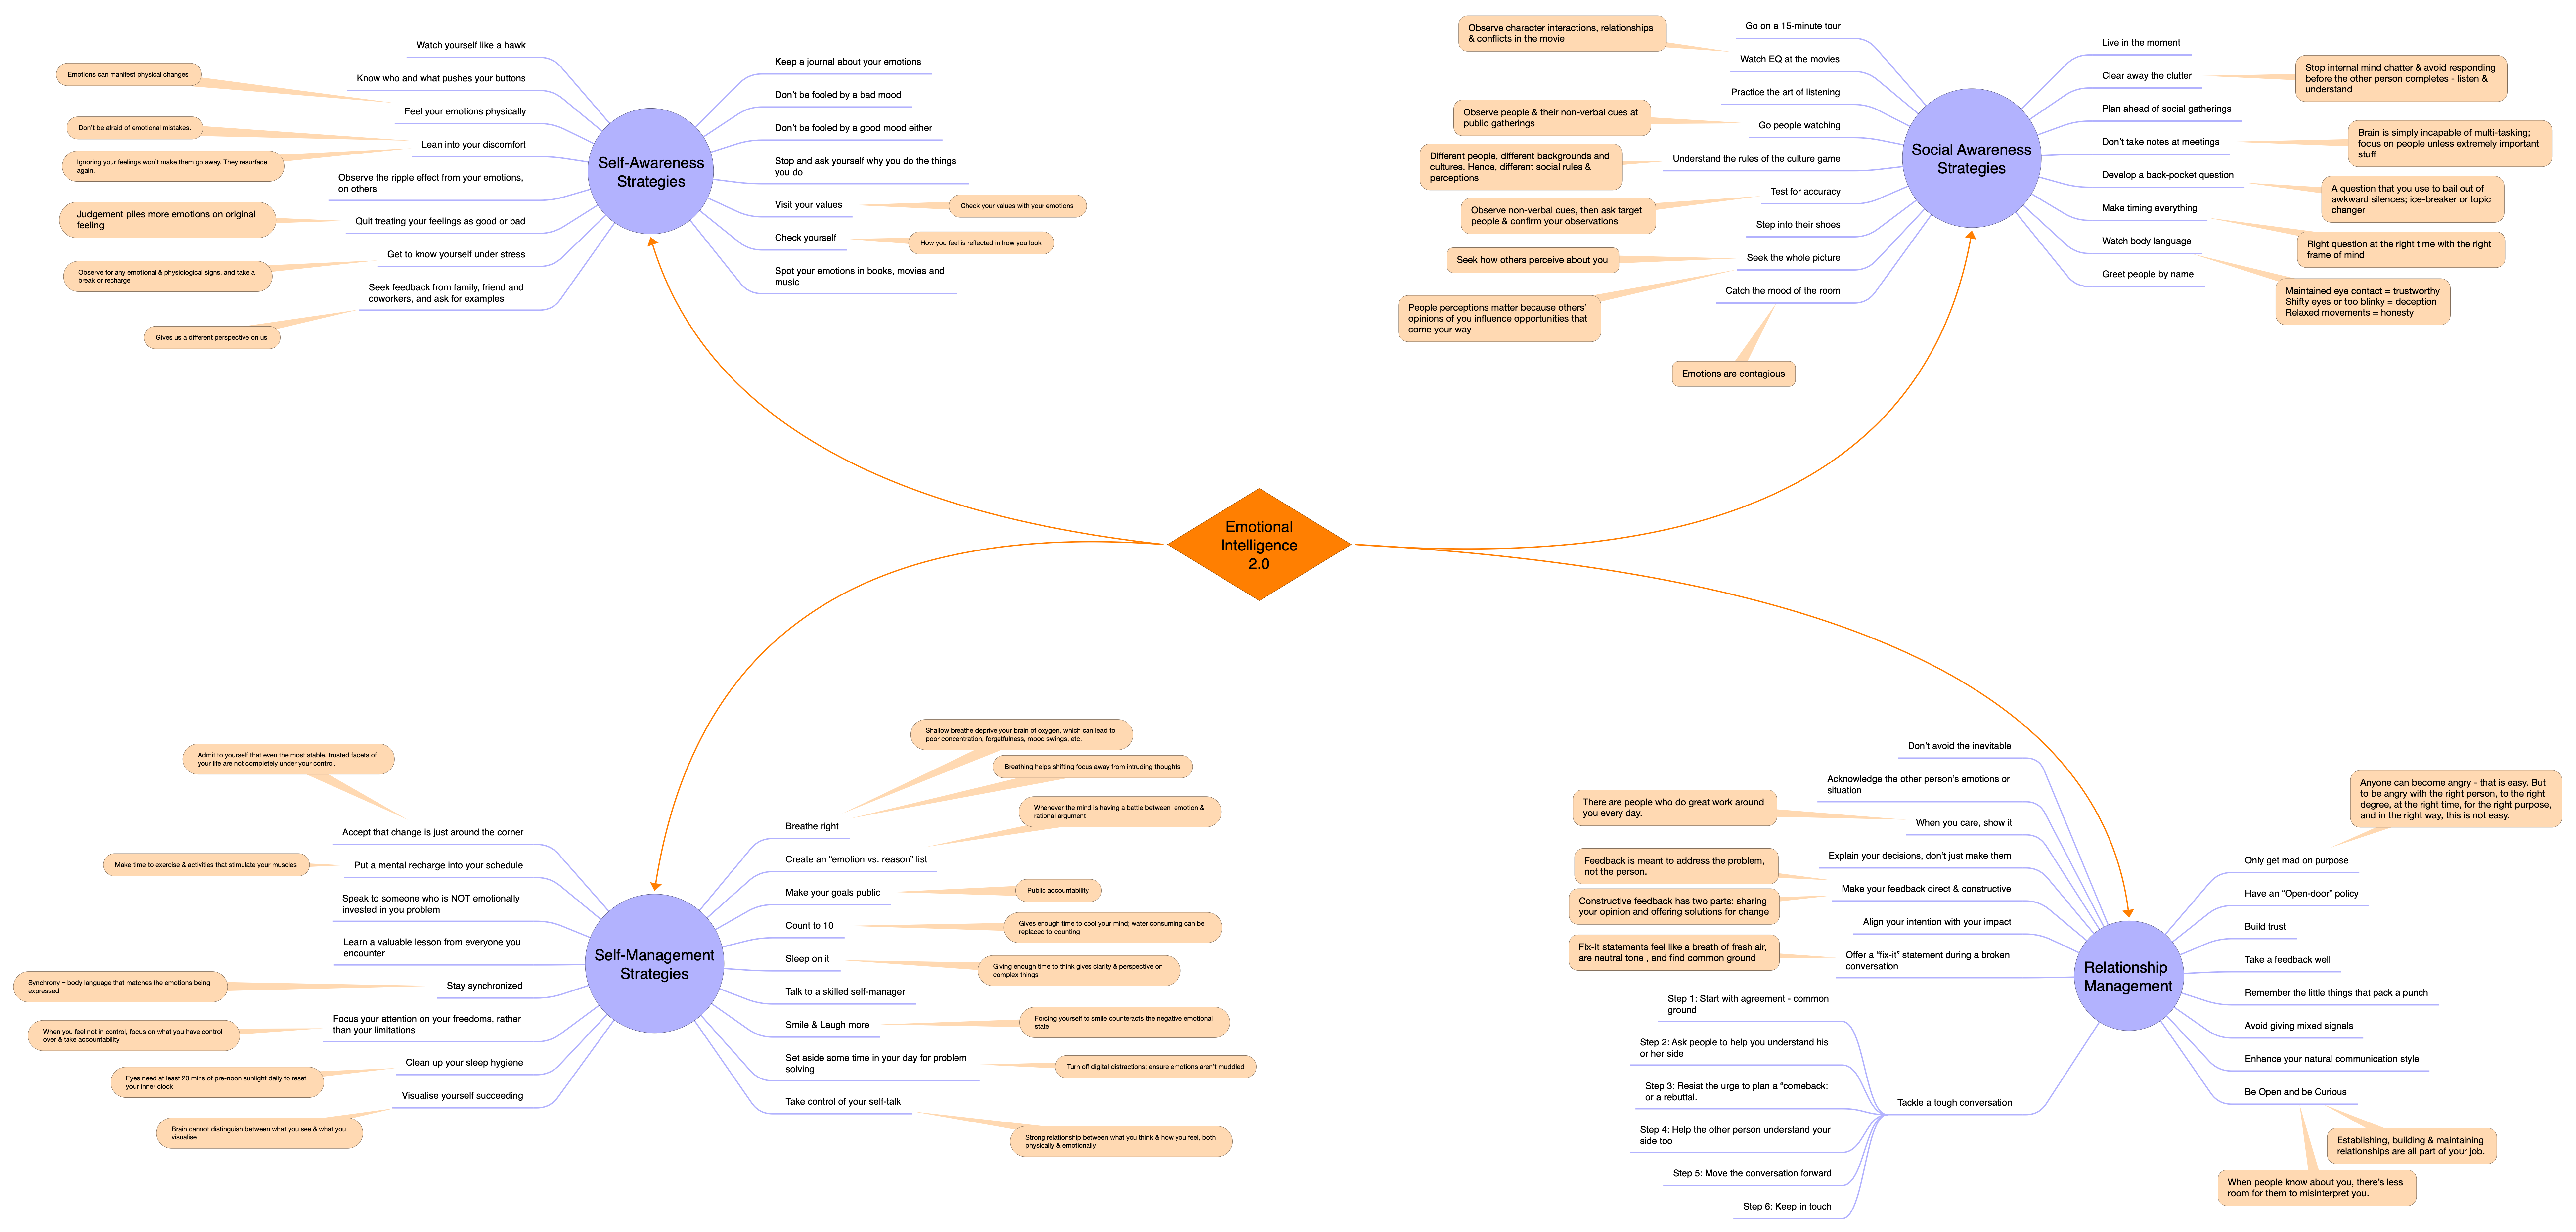 Emotional
Intelligence
2.0
Self-Awareness
Strategies
Watch yourself like a hawk
Know who and what pushes your buttons
Feel your emotions physically
Emotions can manifest physical changes
Lean into your discomfort
Don't be afraid of emotional mistakes.
Ignoring your feelings won't make them go away. They resurface
again.
Observe the ripple effect from your emotions,
on others
Quit treating your feelings as good or bad
Judgement piles more emotions on original
feeling
Get to know yourself under stress
Observe for any emotional & physiological signs, and take a
break or recharge
Seek feedback from family, friend and
coworkers, and ask for examples
Gives us a different perspective on us
Keep a journal about your emotions
Don't be fooled by a bad mood
Don't be fooled by a good mood either
Stop and ask yourself why you do the things
you do
Visit your values
Check your values with your emotions
Check yourself
How you feel is reflected in how you look
Spot your emotions in books, movies and
music
Social Awareness
Strategies
Go on a 15-minute tour
Watch EQ at the movies
Observe character interactions, relationships
& conflicts in the movie
Practice the art of listening
Go people watching
Observe people & their non-verbal cues at
public gatherings
Understand the rules of the culture game
Different people, different backgrounds and
cultures. Hence, different social rules &
perceptions
Test for accuracy
Observe non-verbal cues, then ask target
people & confirm your observations
Step into their shoes
Seek the whole picture
Seek how others perceive about you
People perceptions matter because others'
opinions of you influence opportunities that
come your way
Catch the mood of the room
Emotions are contagious
Live in the moment
Clear away the clutter
Stop internal mind chatter & avoid responding
before the other person completes - listen &
understand
Plan ahead of social gatherings
Don't take notes at meetings
Brain is simply incapable of multi-tasking;
focus on people unless extremely important
stuff
Develop a back-pocket question
A question that you use to bail out of
awkward silences; ice-breaker or topic
changer
Make timing everything
Right question at the right time with the right
frame of mind
Watch body language
Maintained eye contact = trustworthy
Shifty eyes or too blinky = deception
Relaxed movements = honesty
Greet people by name
Self-Management
Strategies
Accept that change is just around the corner
Admit to yourself that even the most stable, trusted facets of
your life are not completely under your control.
Put a mental recharge into your schedule
Make time to exercise & activities that stimulate your muscles
Speak to someone who is NOT emotionally
invested in you problem
Learn a valuable lesson from everyone you
encounter
Stay synchronized
Synchrony = body language that matches the emotions being
expressed
Focus your attention on your freedoms, rather
than your limitations
When you feel not in control, focus on what you have control
over & take accountability
Clean up your sleep hygiene
Eyes need at least 20 mins of pre-noon sunlight daily to reset
your inner clock
Visualise yourself succeeding
Brain cannot distinguish between what you see & what you
visualise
Breathe right
Shallow breathe deprive your brain of oxygen, which can lead to
poor concentration, forgetfulness, mood swings, etc.
Breathing helps shifting focus away from intruding thoughts
Create an “emotion vs. reason” list
Whenever the mind is having a battle between emotion &
rational argument
Make your goals public
Public accountability
Count to 10
Gives enough time to cool your mind; water consuming can be
replaced to counting
Sleep on it
Giving enough time to think gives clarity & perspective on
complex things
Talk to a skilled self-manager
Smile & Laugh more
Forcing yourself to smile counteracts the negative emotional
state
Set aside some time in your day for problem
solving
Turn off digital distractions; ensure emotions aren't muddled
Take control of your self-talk
Strong relationship between what you think & how you feel, both
physically & emotionally
Relationship
Management
Don't avoid the inevitable
Acknowledge the other person's emotions or
situation
When you care, show it
There are people who do great work around
you every day.
Explain your decisions, don't just make them
Make your feedback direct & constructive
Feedback is meant to address the problem,
not the person.
Constructive feedback has two parts: sharing
your opinion and offering solutions for change
Align your intention with your impact
Offer a “fix-it” statement during a broken
conversation
Fix-it statements feel like a breath of fresh air,
are neutral tone , and find common ground
Tackle a tough conversation
Step 1: Start with agreement - common
ground
Step 2: Ask people to help you understand his
or her side
Step 3: Resist the urge to plan a “comeback:
or a rebuttal.
Step 4: Help the other person understand your
side too
Step 5: Move the conversation forward
Step 6: Keep in touch
Only get mad on purpose
Anyone can become angry - that is easy. But
to be angry with the right person, to the right
degree, at the right time, for the right purpose,
and in the right way, this is not easy.
Have an “Open-door” policy
Build trust
Take a feedback well
Remember the little things that pack a punch
Avoid giving mixed signals
Enhance your natural communication style
Be Open and be Curious
Establishing, building & maintaining
relationships are all part of your job.
When people know about you, there's less
room for them to misinterpret you.